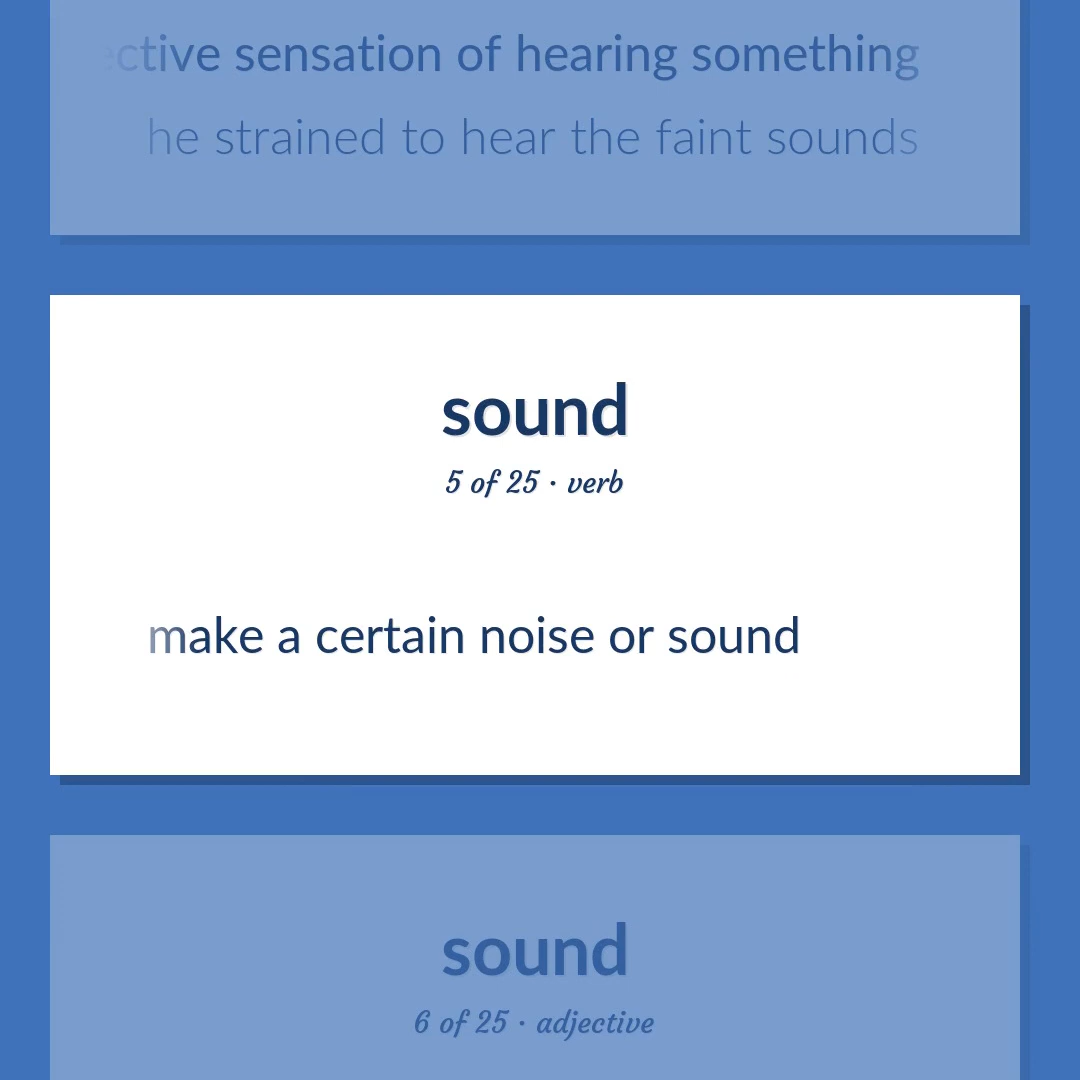 sensation of hearing something
he strained to hear the faint sounds
sound
5 of 25 · verb
make a certain noise or sound
sound
6 of 25 · adjective